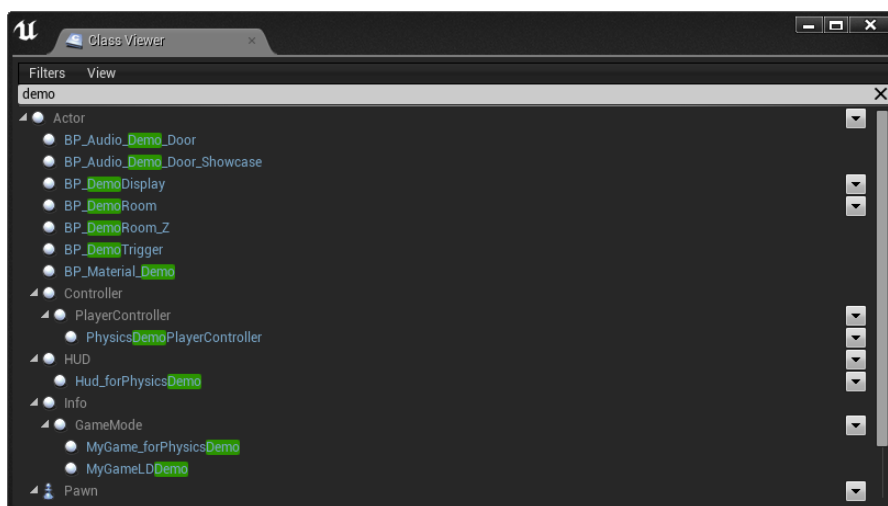 Class Viewer
Filters View
demo
Actor
BP_Audio_Demo_Door
BP_Audio_Demo_Door_Showcase
BP_DemoDisplay
BP_DemoRoom
BP_DemoRoom_Z
BP_DemoTrigger
BP_Material_Demo
Controller
PlayerController
PhysicsDemoPlayerController
HUD
Hud_forPhysicsDemo
Info
GameMode
MyGame_forPhysicsDemo
MyGameLDDemo
Pawn